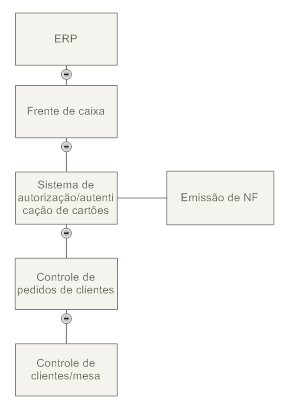 ERP
Frente de caixa
Sistema de
autorização/autenti
cação de cartões
Emissão de NF
Controle de
pedidos de clientes
Controle de
clientes/mesa